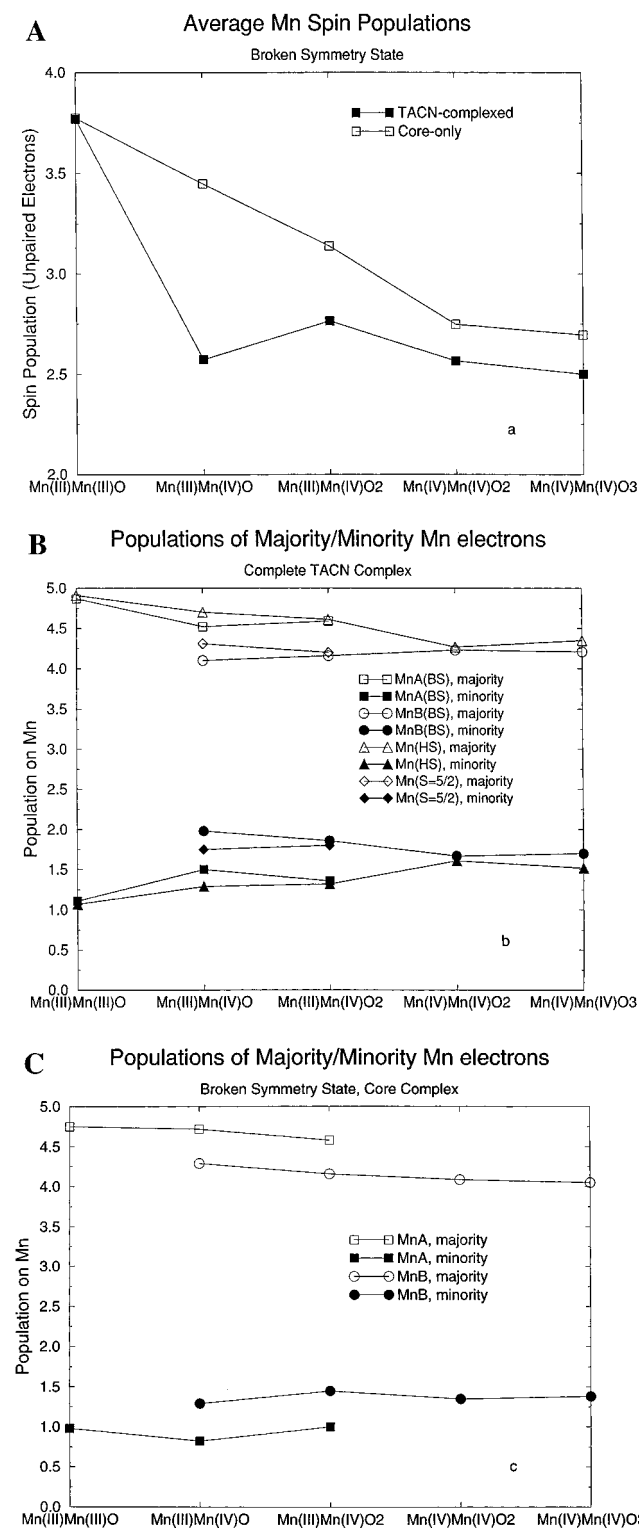 A
Average Mn Spin Populations
Broken Symmetry State
4.0
3.5
3.0
2.5
2.0
Spin Population (Unpaired Electrons)
TACN-complexed
Core-only
a
Mn(III)Mn(III)O
Mn(III)Mn(IV)O
Mn(III)Mn(IV)O2
Mn(IV)Mn(IV)O2
Mn(IV)Mn(IV)O3
B
Populations of Majority/Minority Mn electrons
Complete TACN Complex
5.0
4.5
4.0
3.5
3.0
2.5
2.0
1.5
1.0
0.5
0.0
Population on Mn
MnA(BS), majority
MnA(BS), minority
MnB(BS), majority
MnB(BS), minority
Mn(HS), majority
Mn(HS), minority
Mn(S=5/2), majority
Mn(S=5/2), minority
b
Mn(III)Mn(III)O
Mn(III)Mn(IV)O
Mn(III)Mn(IV)O2
Mn(IV)Mn(IV)O2
Mn(IV)Mn(IV)O3
C
Populations of Majority/Minority Mn electrons
Broken Symmetry State, Core Complex
5.0
4.5
4.0
3.5
3.0
2.5
2.0
1.5
1.0
0.5
0.0
Population on Mn
MnA, majority
MnA, minority
MnB, majority
MnB, minority
c
Mn(III)Mn(III)O
Mn(III)Mn(IV)O
Mn(III)Mn(IV)O2
Mn(IV)Mn(IV)O2
Mn(IV)Mn(IV)O